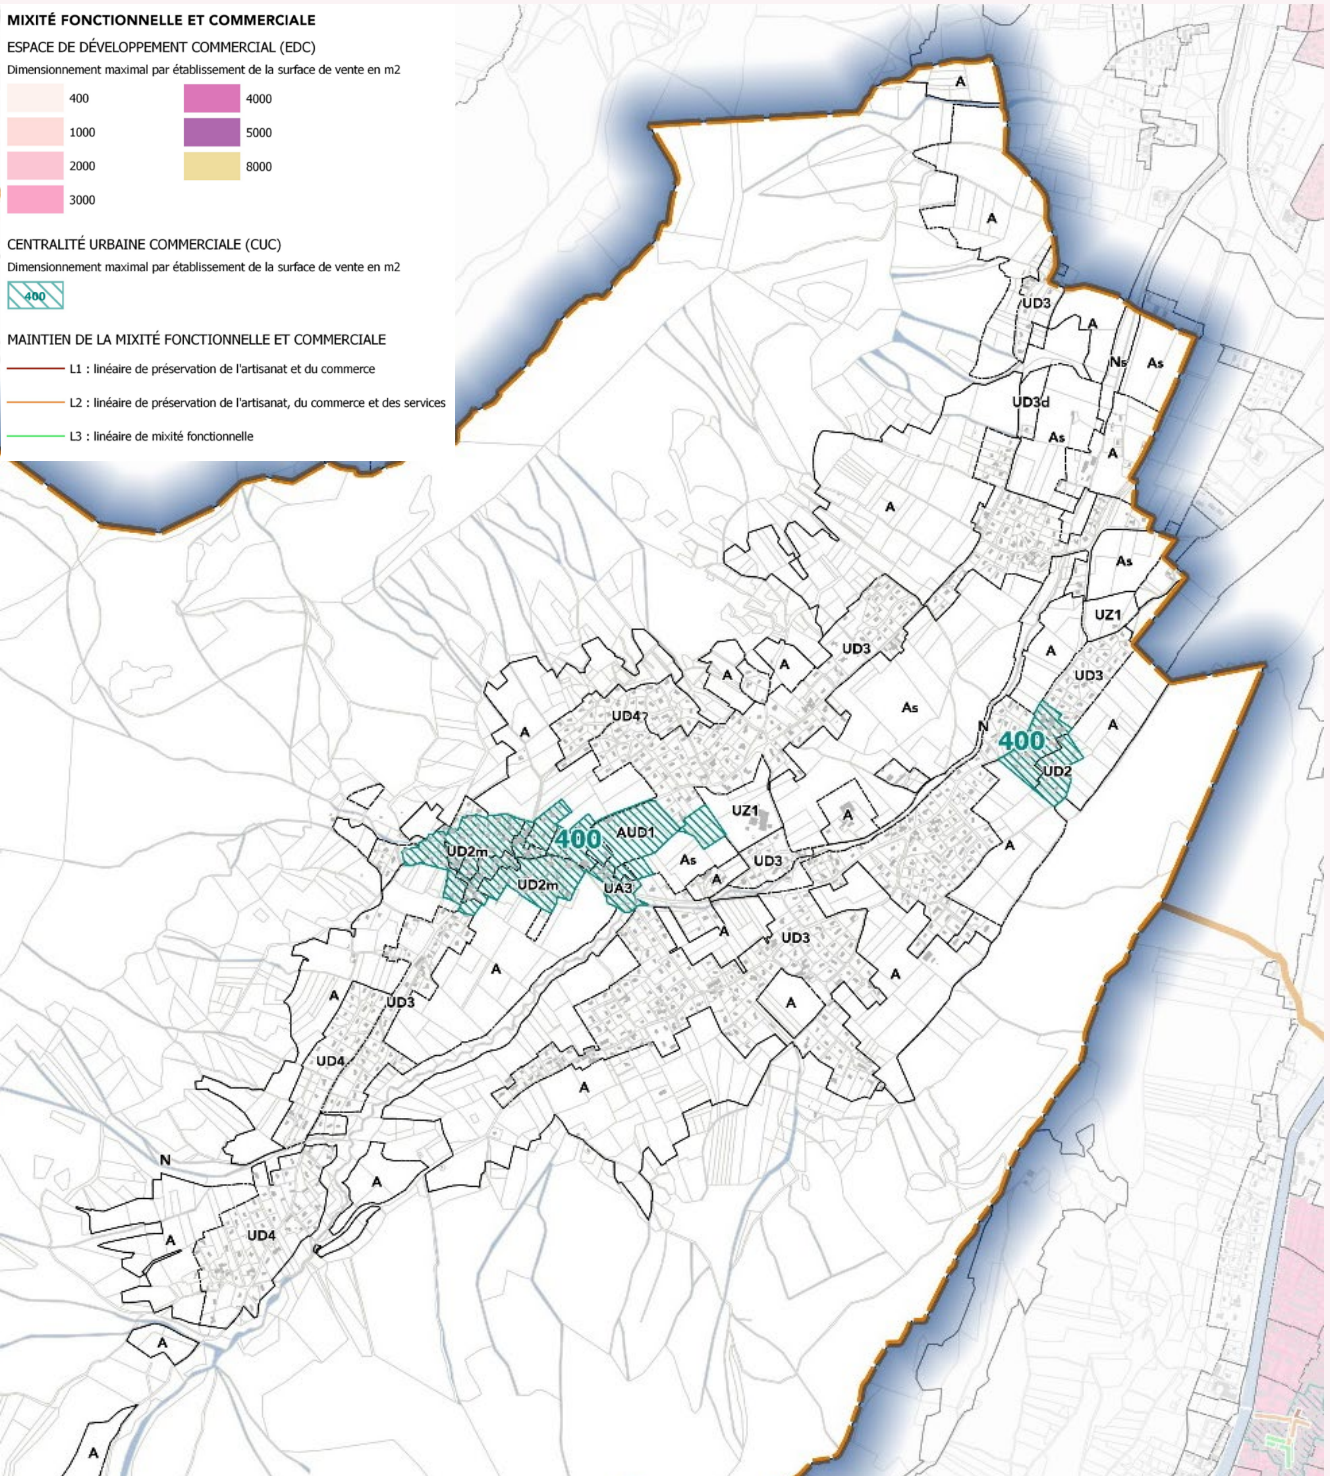 MIXITÉ FONCTIONNELLE ET COMMERCIALE
ESPACE DE DÉVELOPPEMENT COMMERCIAL (EDC)
Dimensionnement maximal par établissement de la surface de vente en m2
400 4000
1000 5000
2000 8000
3000
CENTRALITÉ URBAINE COMMERCIALE (CUC)
Dimensionnement maximal par établissement de la surface de vente en m2
400
MAINTIEN DE LA MIXITÉ FONCTIONNELLE ET COMMERCIALE
L1 : linéaire de préservation de l'artisanat et du commerce
L2 : linéaire de préservation de l'artisanat, du commerce et des services
L3 : linéaire de mixité fonctionnelle
A
A
UD3
A
Ns As
UD3d
As
A
A
As
UZ1
UD3 A
A A UD3
As
UD4 N A
A 400
UD2
UZ1 A
400 AUD1
UD2m As UD3 A
UD2m UA3 A
A UD3
A A
A UD3 A
UD4
A
N
A
A UD4
A
A